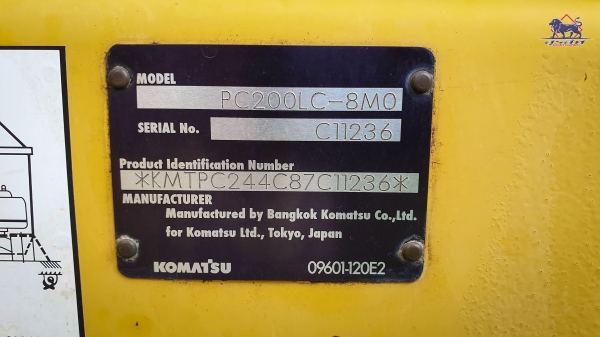 MODEL
PC200LC-8M0
SERIAL No.
C11236
Product Identification Number
*KMTPC244C87C11236*
MANUFACTURER
Manufactured by Bangkok Komatsu Co.,Ltd.
for Komatsu Ltd., Tokyo, Japan
KOMATSU
09601-120E2